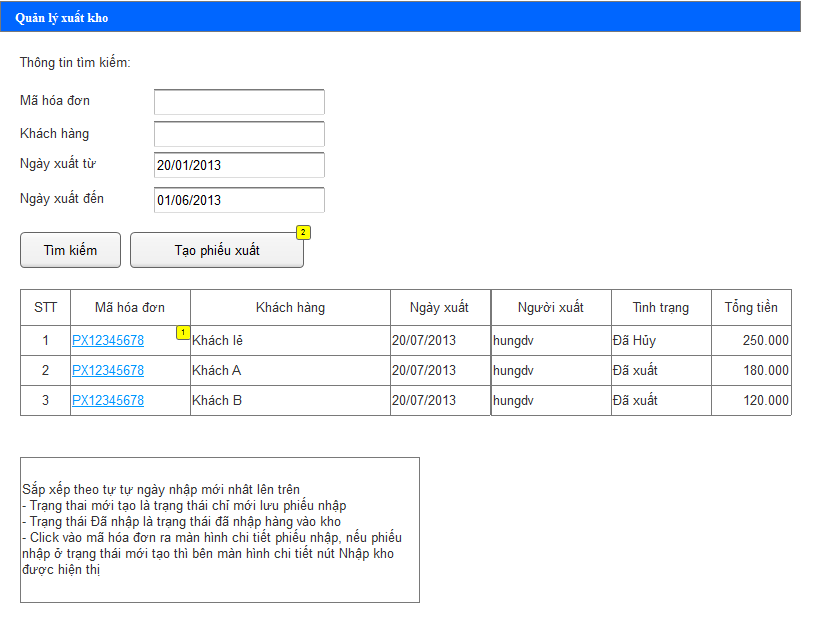 Quản lý xuất kho
Thông tin tìm kiếm:
Mã hóa đơn
Khách hàng
Ngày xuất từ 20/01/2013
Ngày xuất đến 01/06/2013
Tìm kiếm Tạo phiếu xuất 2
STT Mã hóa đơn Khách hàng Ngày xuất Người xuất Tình trạng Tổng tiền
1 PX12345678 1 Khách lẻ 20/07/2013 hungdv Đã Hủy 250.000
2 PX12345678 Khách A 20/07/2013 hungdv Đã xuất 180.000
3 PX12345678 Khách B 20/07/2013 hungdv Đã xuất 120.000
Sắp xếp theo tự tự ngày nhập mới nhât lên trên
- Trạng thai mới tạo là trạng thái chỉ mới lưu phiếu nhập
- Trạng thái Đã nhập là trạng thái đã nhập hàng vào kho
- Click vào mã hóa đơn ra màn hình chi tiết phiếu nhập, nếu phiếu
nhập ở trạng thái mới tạo thì bên màn hình chi tiết nút Nhập kho
được hiện thị